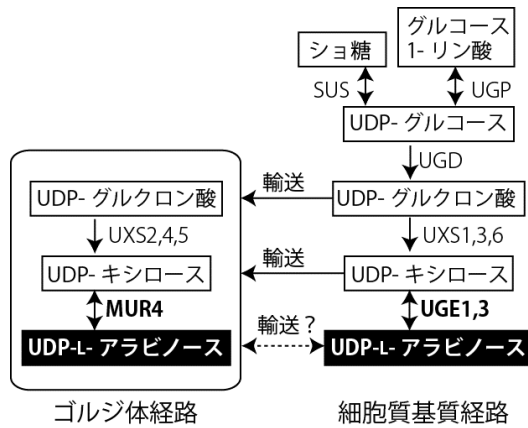 ショ糖
グルコース
1- リン酸
SUS
UGP
UDP- グルコース
UGD
UDP- グルクロン酸
輸送
UDP- グルクロン酸
UXS2,4,5
UXS1,3,6
UDP- キシロース
輸送
UDP- キシロース
MUR4
UGE1,3
UDP-L- アラビノース
輸送？
UDP-L- アラビノース
ゴルジ体経路
細胞質基質経路